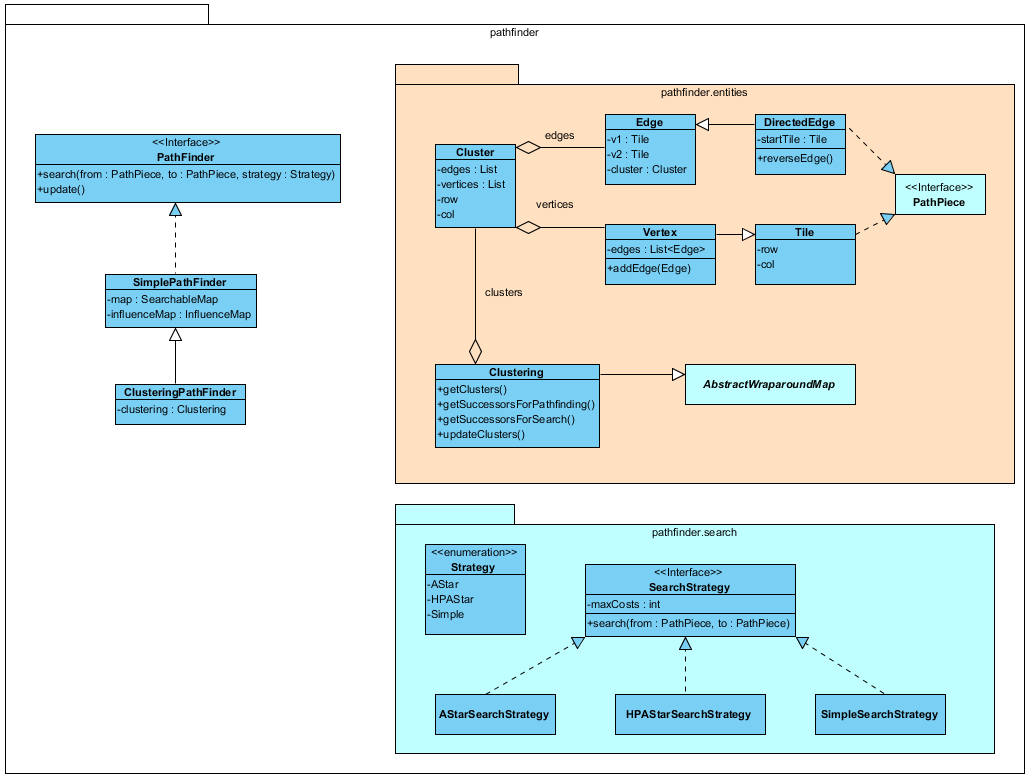 pathfinder
<<Interface>>
PathFinder
+search(from : PathPiece, to : PathPiece, strategy : Strategy)
+update()
SimplePathFinder
-map : SearchableMap
-influenceMap : InfluenceMap
ClusteringPathFinder
-clustering : Clustering
pathfinder.entities
Cluster
-edges : List
-vertices : List
-row
-col
edges
vertices
clusters
Edge
-v1 : Tile
-v2 : Tile
-cluster : Cluster
DirectedEdge
-startTile : Tile
+reverseEdge()
<<Interface>>
PathPiece
Vertex
-edges : List<Edge>
+addEdge(Edge)
Tile
-row
-col
Clustering
+getClusters()
+getSuccessorsForPathfinding()
+getSuccessorsForSearch()
+updateClusters()
AbstractWraparoundMap
pathfinder.search
<<enumeration>>
Strategy
-AStar
-HPAStar
-Simple
<<Interface>>
SearchStrategy
-maxCosts : int
+search(from : PathPiece, to : PathPiece)
AStarSearchStrategy
HPAStarSearchStrategy
SimpleSearchStrategy